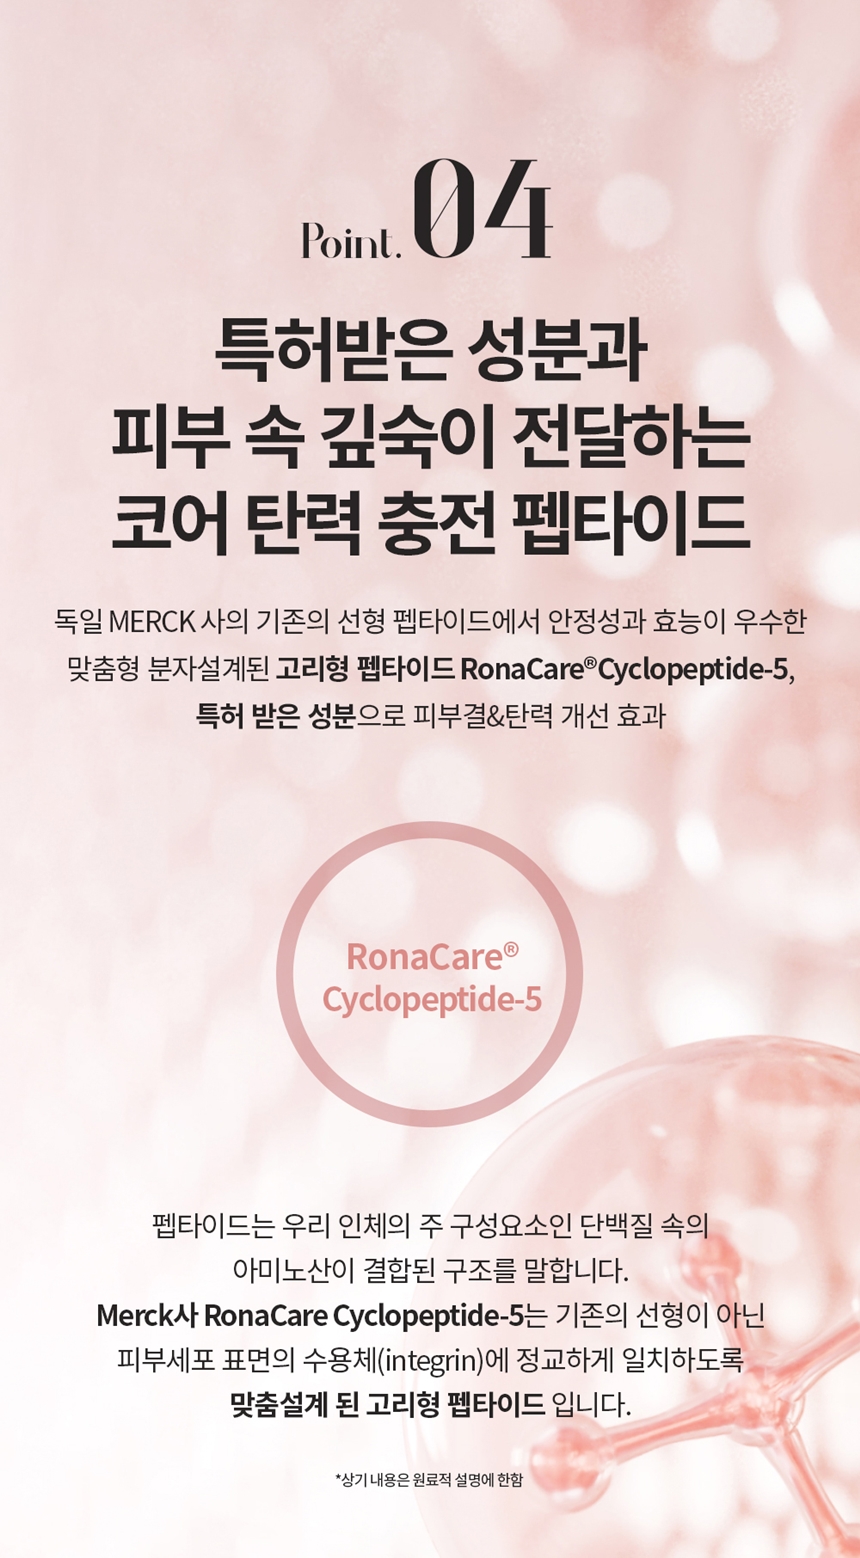 Point. 04
특허받은 성분과
피부 속 깊숙이 전달하는
코어 탄력 충전 펩타이드
독일 MERCK 사의 기존의 선형 펩타이드에서 안정성과 효능이 우수한
맞춤형 분자설계된 고리형 펩타이드 RonaCare®Cyclopeptide-5,
특허 받은 성분으로 피부결&탄력 개선 효과
RonaCare®
Cyclopeptide-5
펩타이드는 우리 인체의 주 구성요소인 단백질 속의
아미노산이 결합된 구조를 말합니다.
Merck사 RonaCare Cyclopeptide-5는 기존의 선형이 아닌
피부세포 표면의 수용체(integrin)에 정교하게 일치하도록
맞춤설계 된 고리형 펩타이드 입니다.
*상기 내용은 원료적 설명에 한함